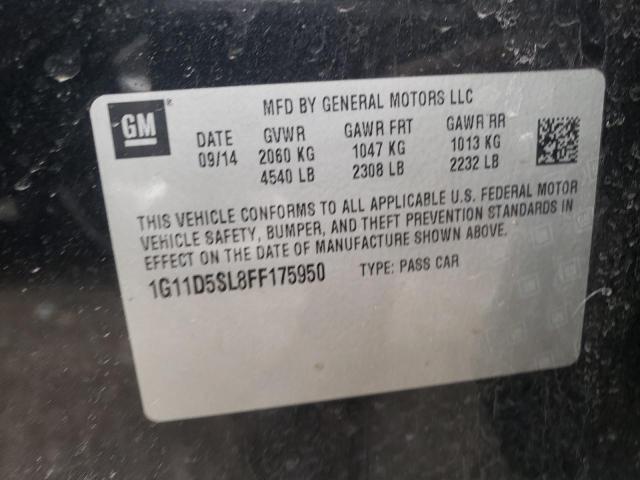 GM ®
MFD BY GENERAL MOTORS LLC
DATE GVWR GAWR FRT GAWR RR
09/14 2060 KG 1047 KG 1013 KG
4540 LB 2308 LB 2232 LB
THIS VEHICLE CONFORMS TO ALL APPLICABLE U.S. FEDERAL MOTOR
VEHICLE SAFETY, BUMPER, AND THEFT PREVENTION STANDARDS IN
EFFECT ON THE DATE OF MANUFACTURE SHOWN ABOVE.
1G11D5SL8FF175950 TYPE: PASS CAR